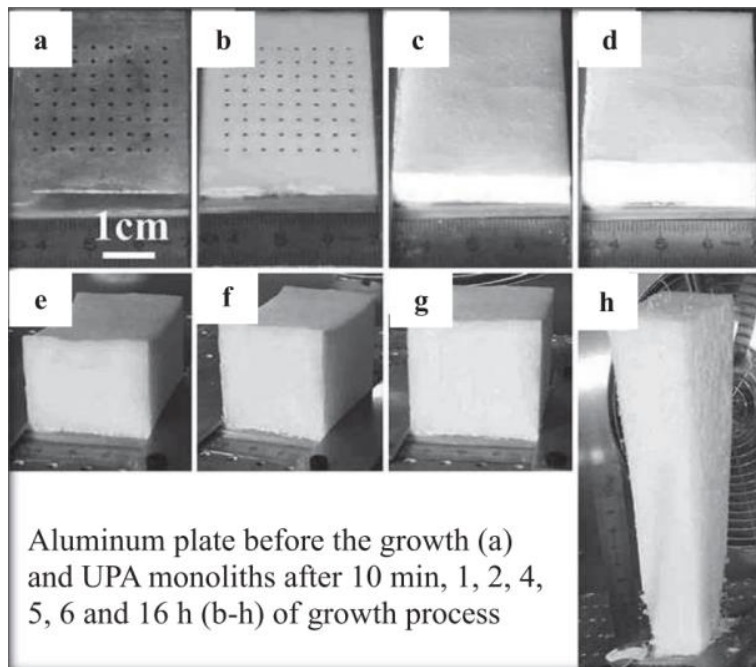 a
b
c
d
1cm
e
f
g
h
Aluminum plate before the growth (a)
and UPA monoliths after 10 min, 1, 2, 4,
5, 6 and 16 h (b-h) of growth process